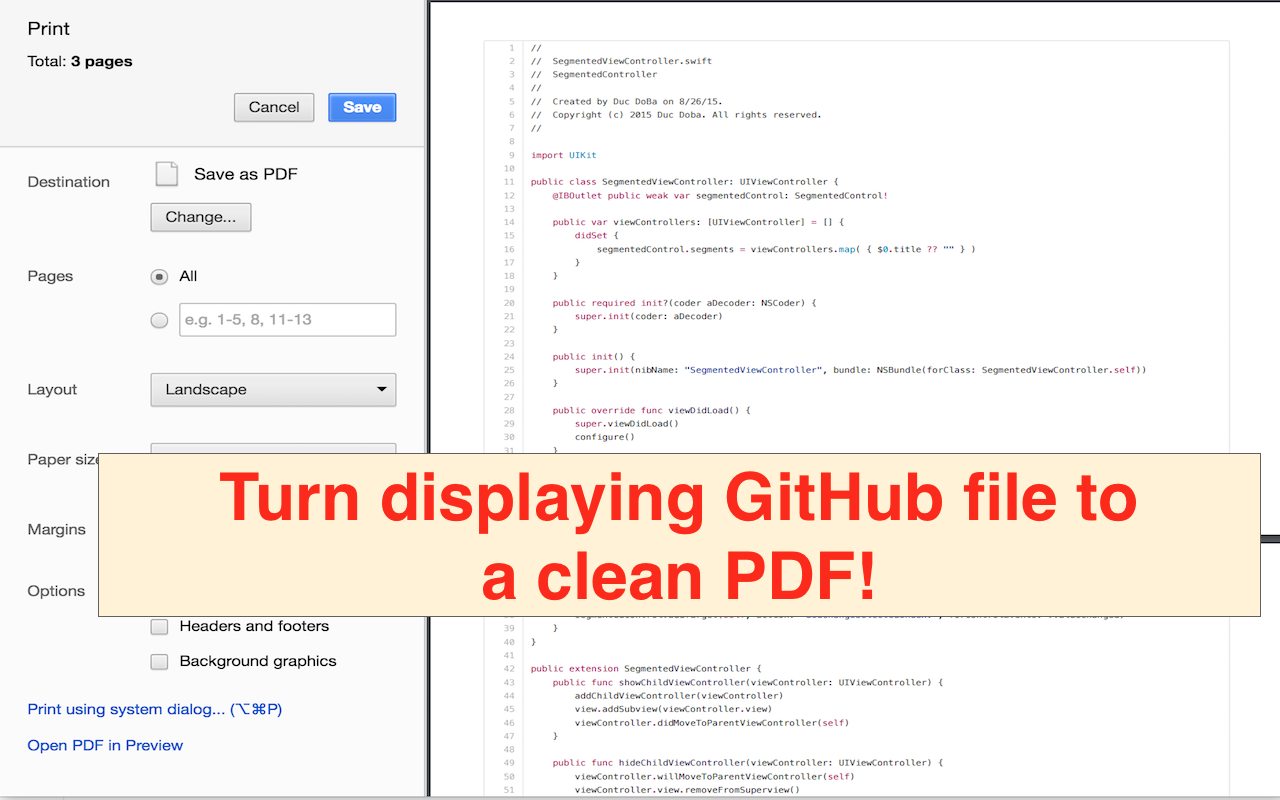 Print
Total: 3 pages
Cancel
Save
Destination
Save as PDF
Change...
Pages
All
e.g. 1-5, 8, 11-13
Layout
Landscape
Paper size
Margins
Options
Headers and footers
Background graphics
Print using system dialog... (⌥⌘P)
Open PDF in Preview
1 //
2 //  SegmentedViewController.swift
3 //  SegmentedController
4 //
5 //  Created by Duc DoBa on 8/26/15.
6 //  Copyright (c) 2015 Duc Doba. All rights reserved.
7 //
8
9 import UIKit
10
11 public class SegmentedViewController: UIViewController {
12     @IBOutlet public weak var segmentedControl: SegmentedControl!
13
14     public var viewControllers: [UIViewController] = [] {
15         didSet {
16             segmentedControl.segments = viewControllers.map( { $0.title ?? "" } )
17         }
18     }
19
20     public required init?(coder aDecoder: NSCoder) {
21         super.init(coder: aDecoder)
22     }
23
24     public init() {
25         super.init(nibName: "SegmentedViewController", bundle: NSBundle(forClass: SegmentedViewController.self))
26     }
27
28     public override func viewDidLoad() {
29         super.viewDidLoad()
30         configure()
31     }
Turn displaying GitHub file to
a clean PDF!
39     }
40 }
41
42 public extension SegmentedViewController {
43     public func showChildViewController(viewController: UIViewController) {
44         addChildViewController(viewController)
45         view.addSubview(viewController.view)
46         viewController.didMoveToParentViewController(self)
47     }
48
49     public func hideChildViewController(viewController: UIViewController) {
50         viewController.willMoveToParentViewController(self)
51         viewController.view.removeFromSuperview()